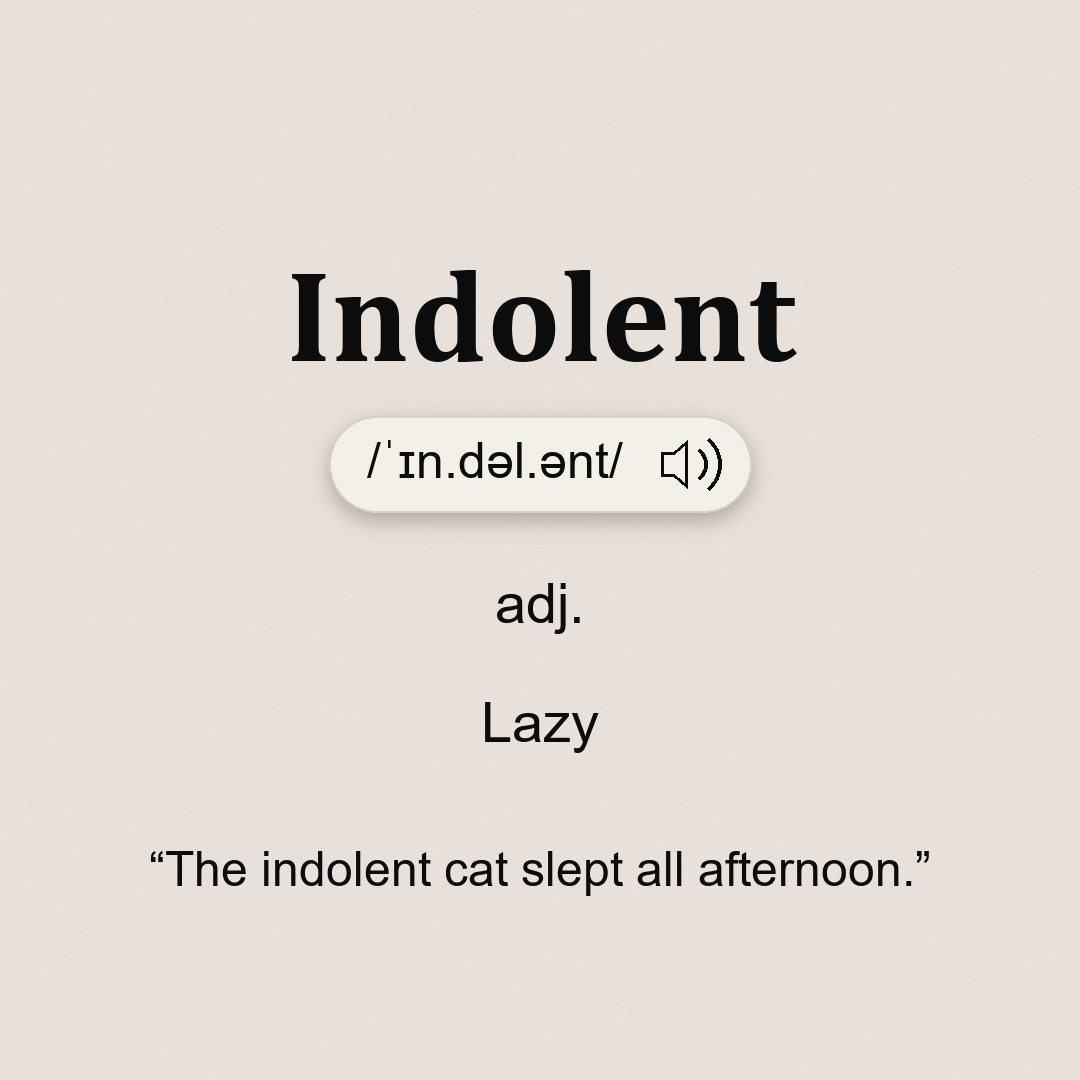 Indolent
/ˈɪn.dəl.ənt/
adj.
Lazy
“The indolent cat slept all afternoon.”